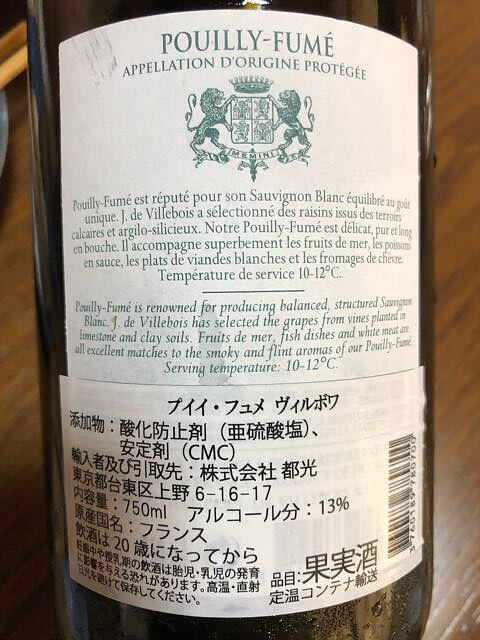 POUILLY-FUMÉ
APPELLATION D'ORIGINE PROTÉGÉE
MEMINI
Pouilly-Fumé est réputé pour son Sauvignon Blanc équilibré au goût
unique. J. de Villebois a sélectionné des raisins issus des terroirs
calcaires et argilo-silicieux. Notre Pouilly-Fumé est délicat, pur et long
en bouche. Il accompagne superbement les fruits de mer, les poissons
en sauce, les plats de viandes blanches et les fromages de chèvre.
Température de service 10-12°C.
Pouilly-Fumé is renowned for producing balanced, structured Sauvignon
Blanc. J. de Villebois has selected the grapes from vines planted in
limestone and clay soils. Fruits de mer, fish dishes and white meat are
all excellent matches to the smoky and flint aromas of our Pouilly-Fumé.
Serving temperature: 10-12°C.
プイイ・フュメ ヴィルボワ
添加物:酸化防止剤(亜硫酸塩)、
安定剤(CMC)
輸入者及び引取先:株式会社 都光
東京都台東区上野 6-16-17
内容量:750ml アルコール分:13%
原産国名:フランス
飲酒は20歳になってから
妊娠中や授乳期の飲酒は胎児・乳児の発育
に影響を与える恐れがあります。高温・直射
日光を避けて保存してください。
品目:果実酒
定温コンテナ輸送
3 760189 780700